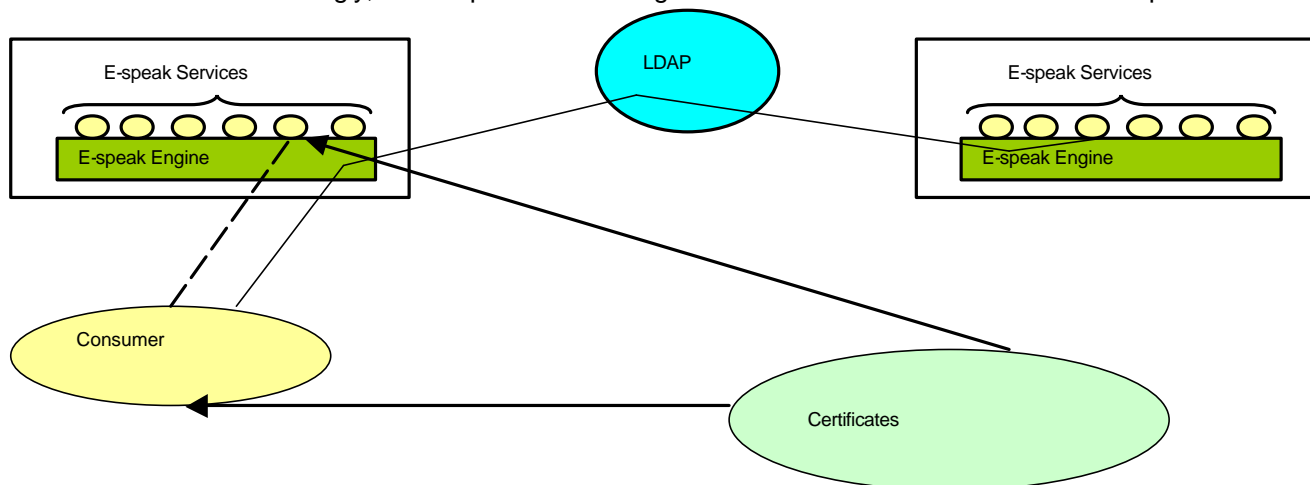 E-speak Services
LDAP
E-speak Services
E-speak Engine
E-speak Engine
Consumer
Certificates